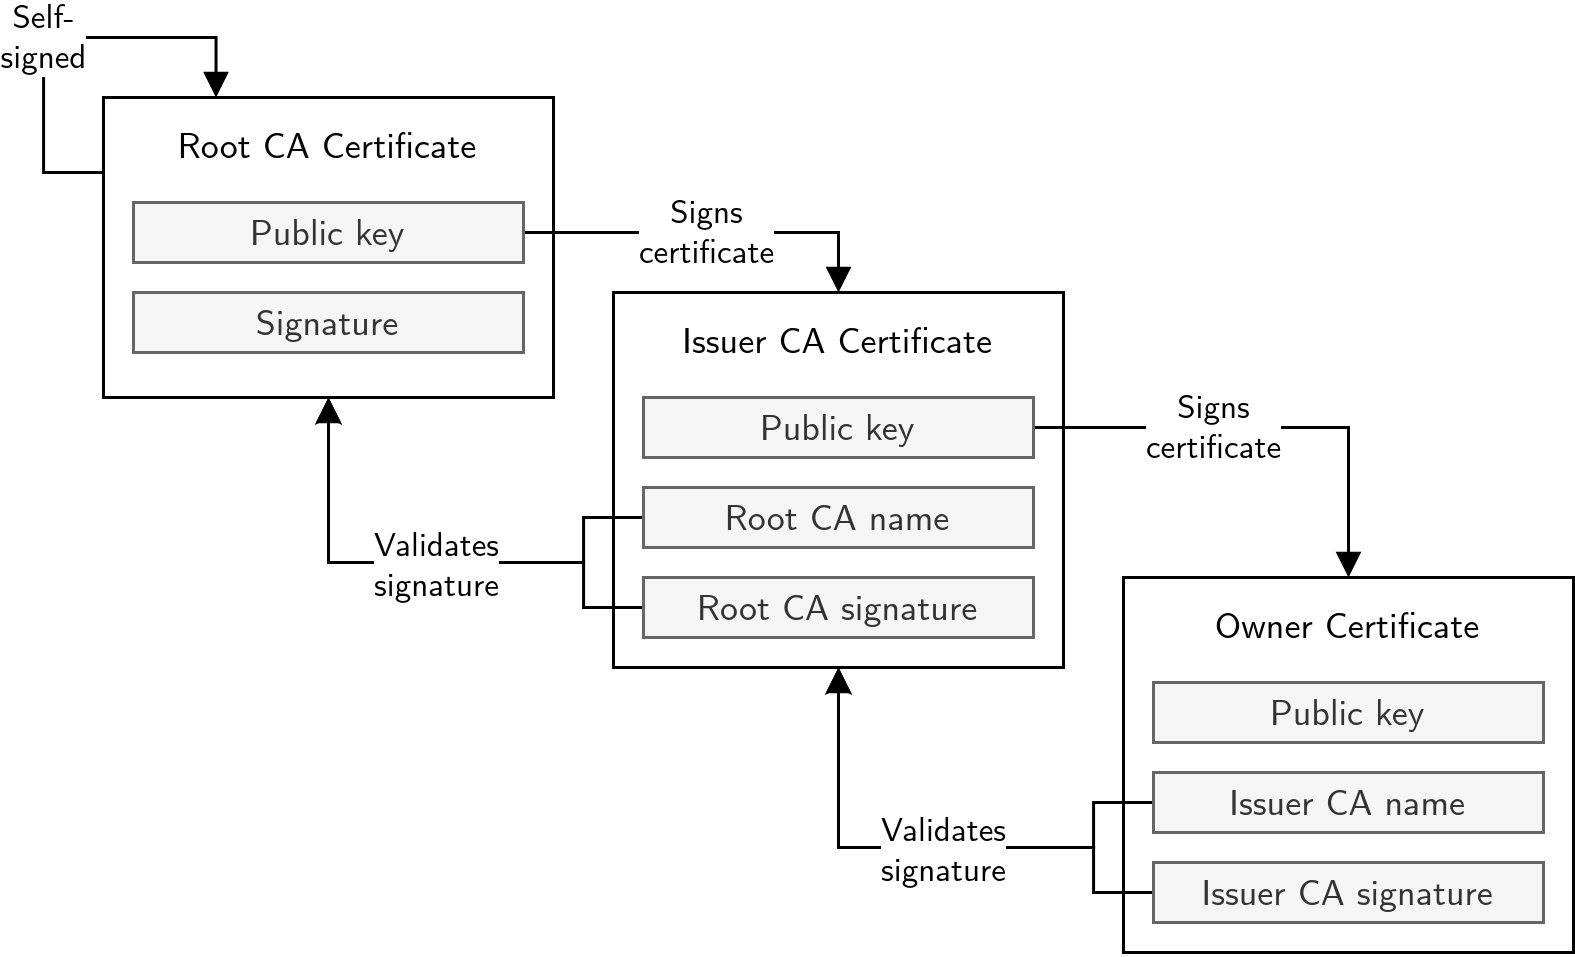 Self-
signed
Root CA Certificate
Public key
Signature
Signs
certificate
Issuer CA Certificate
Public key
Root CA name
Root CA signature
Validates
signature
Signs
certificate
Owner Certificate
Public key
Issuer CA name
Issuer CA signature
Validates
signature